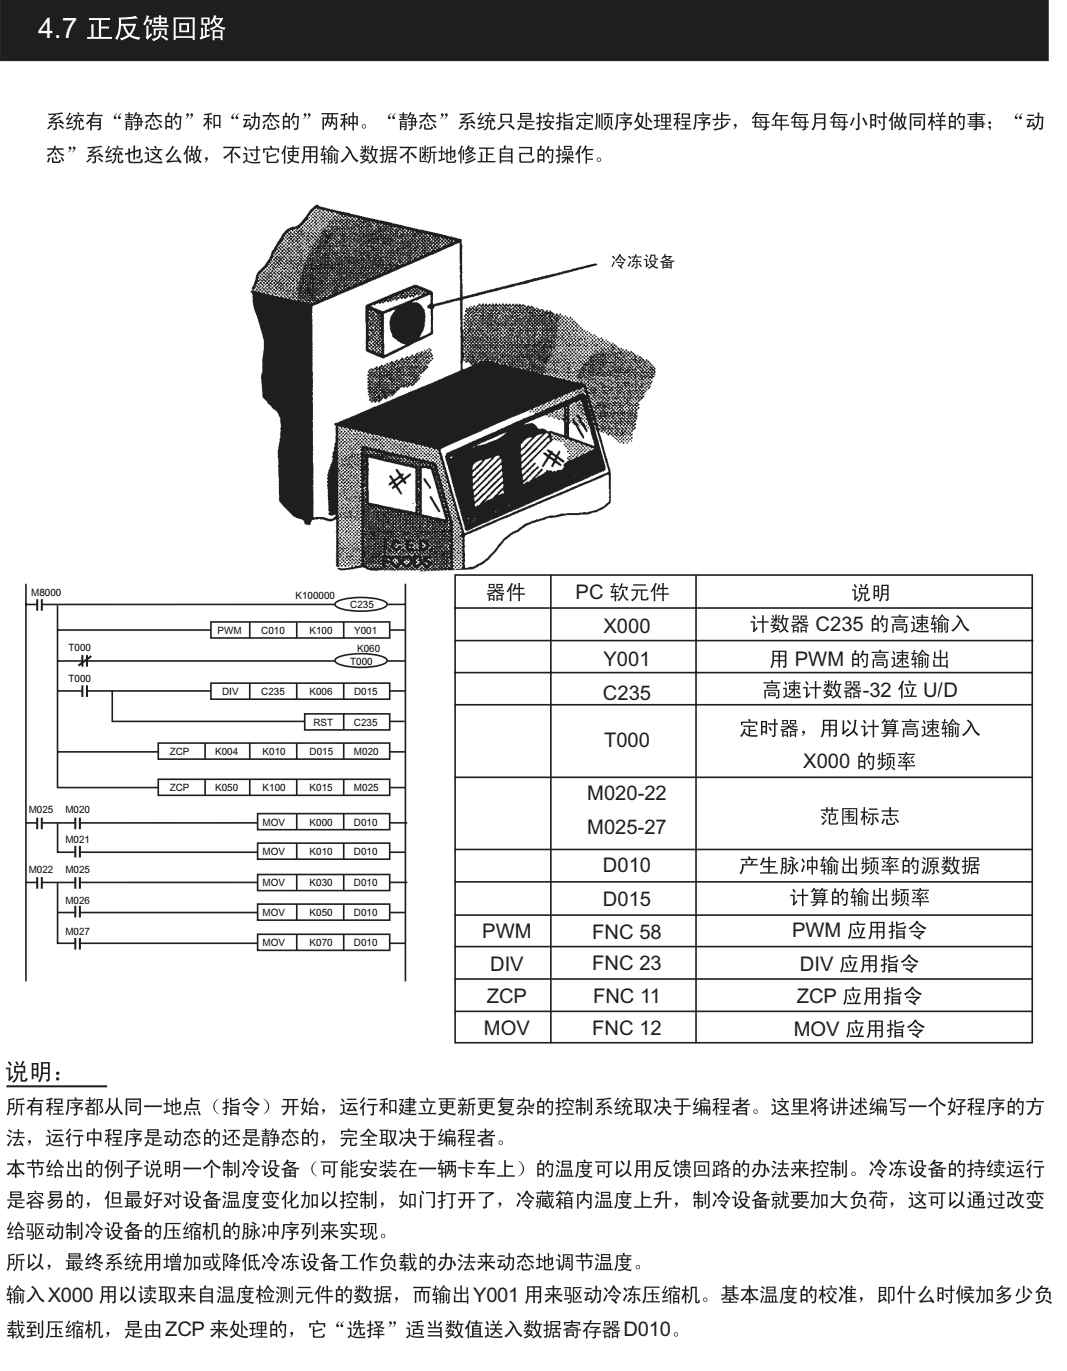 4.7 正反馈回路
系统有“静态的”和“动态的”两种。“静态”系统只是按指定顺序处理程序步，每年每月每小时做同样的事；“动
态”系统也这么做，不过它使用输入数据不断地修正自己的操作。
冷冻设备
ICED
FOODS
M8000 K100000 C235
PWM C010 K100 Y001
T000 K060 T000
T000 DIV C235 K006 D015
RST C235
ZCP K004 K010 D015 M020
ZCP K050 K100 K015 M025
M025 M020 MOV K000 D010
M021 MOV K010 D010
M022 M025 MOV K030 D010
M026 MOV K050 D010
M027 MOV K070 D010
器件 PC 软元件 说明
X000 计数器 C235 的高速输入
Y001 用 PWM 的高速输出
C235 高速计数器-32 位 U/D
T000 定时器，用以计算高速输入
X000 的频率
M020-22
M025-27 范围标志
D010 产生脉冲输出频率的源数据
D015 计算的输出频率
PWM FNC 58 PWM 应用指令
DIV FNC 23 DIV 应用指令
ZCP FNC 11 ZCP 应用指令
MOV FNC 12 MOV 应用指令
说明：
所有程序都从同一地点（指令）开始，运行和建立更新更复杂的控制系统取决于编程者。这里将讲述编写一个好程序的方
法，运行中程序是动态的还是静态的，完全取决于编程者。
本节给出的例子说明一个制冷设备（可能安装在一辆卡车上）的温度可以用反馈回路的办法来控制。冷冻设备的持续运行
是容易的，但最好对设备温度变化加以控制，如门打开了，冷藏箱内温度上升，制冷设备就要加大负荷，这可以通过改变
给驱动制冷设备的压缩机的脉冲序列来实现。
所以，最终系统用增加或降低冷冻设备工作负载的办法来动态地调节温度。
输入X000 用以读取来自温度检测元件的数据，而输出Y001 用来驱动冷冻压缩机。基本温度的校准，即什么时候加多少负
载到压缩机，是由ZCP 来处理的，它“选择”适当数值送入数据寄存器D010。